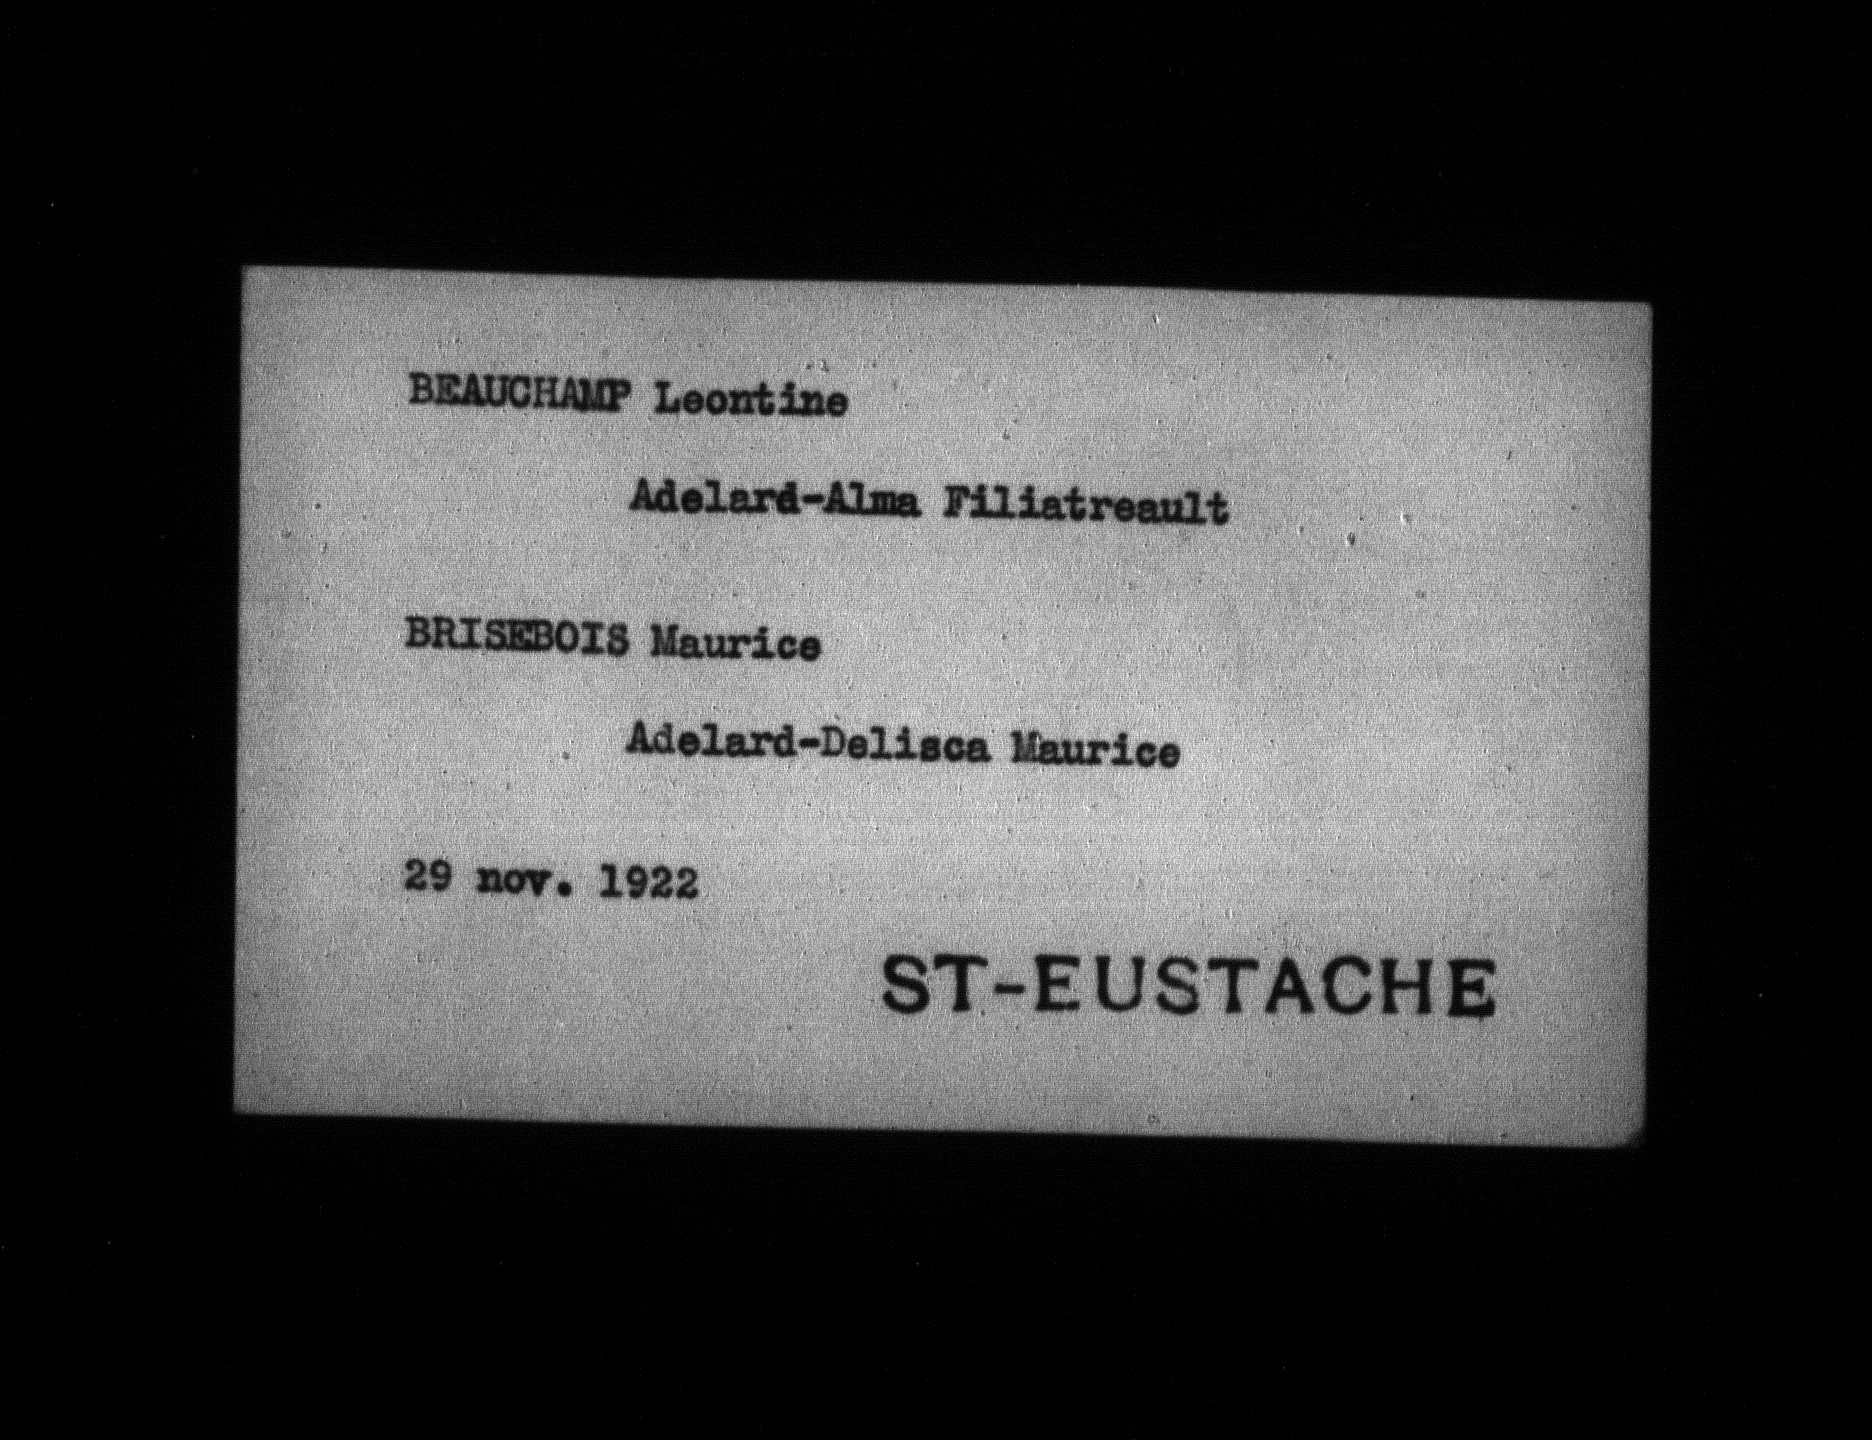 BEAUCHAMP Leontine
Adelard-Alma Filiatreault
BRISEBOIS Maurice
Adelard-Delisca Maurice
29 nov. 1922
ST-EUSTACHE